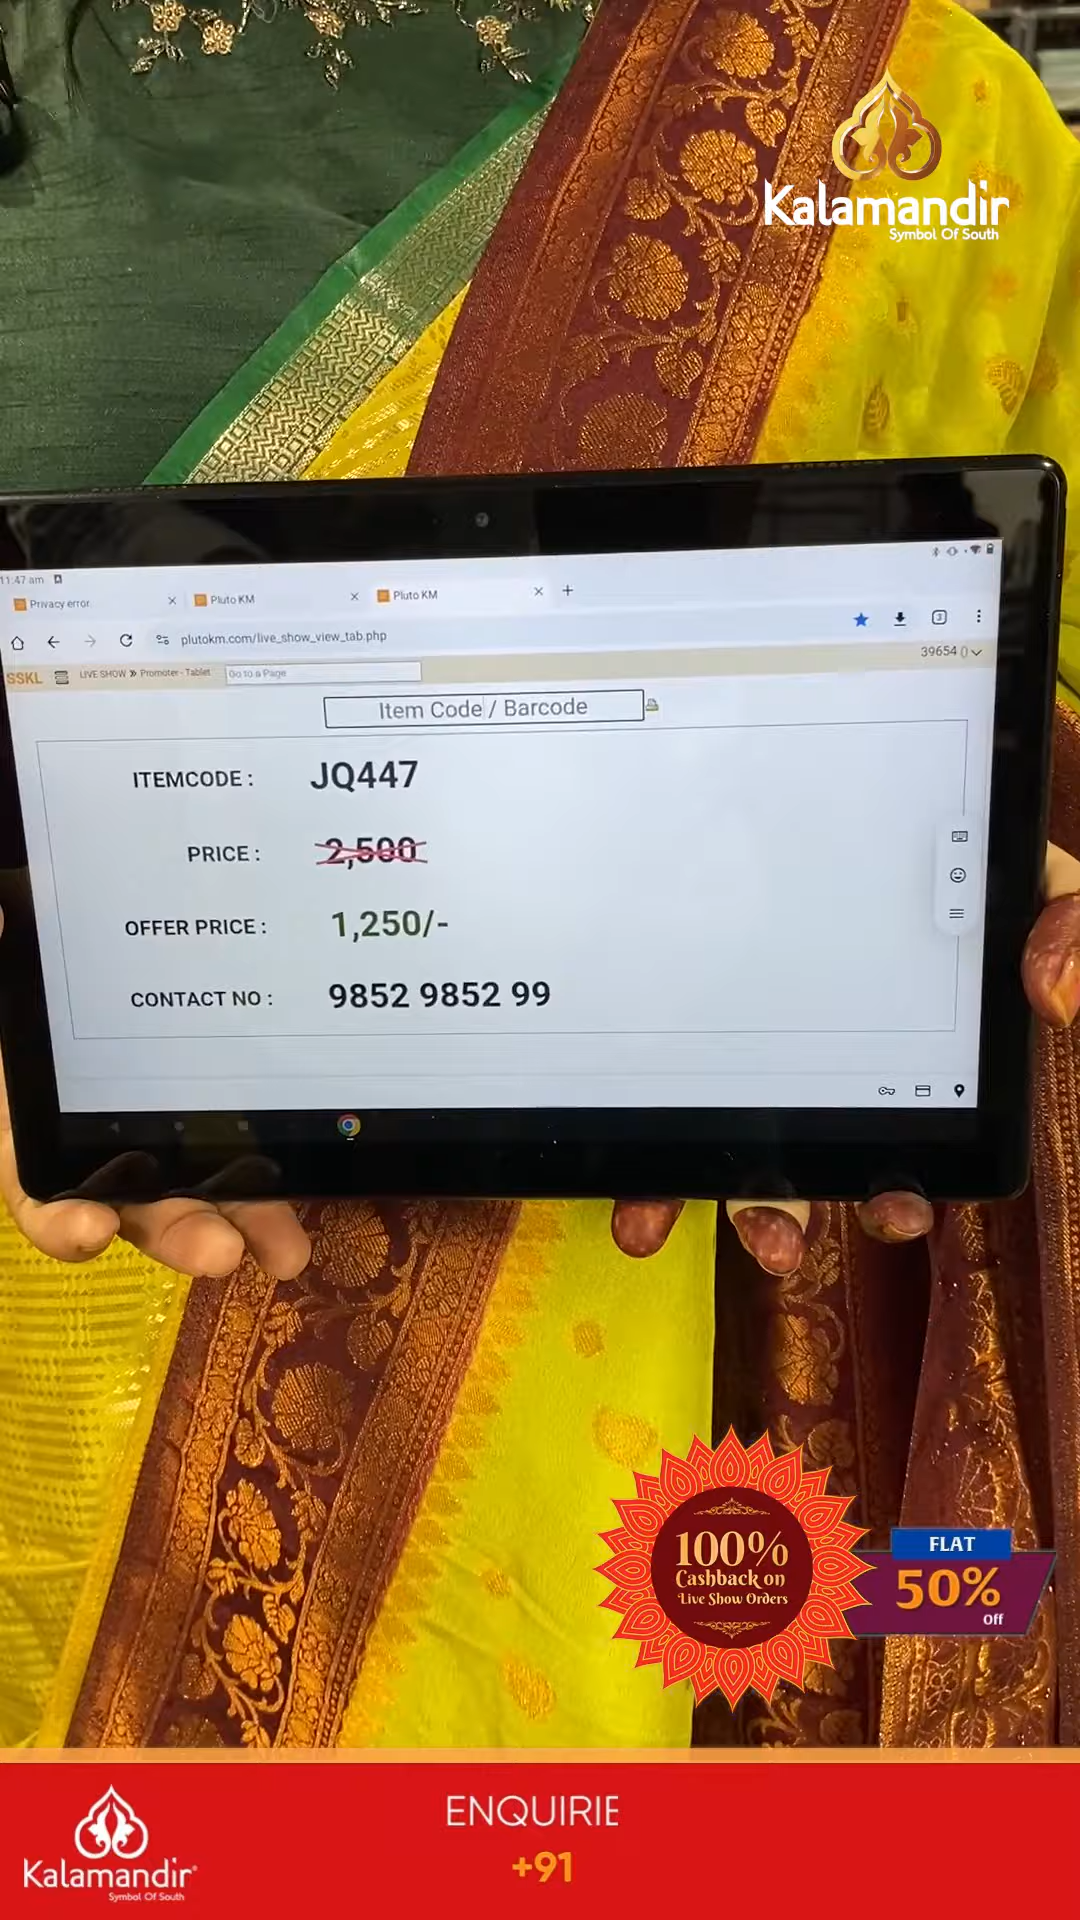 Kalamandir
Symbol Of South
11:47 am
Privacy error
Pluto KM
Pluto KM
plutokm.com/live_show_view_tab.php
39654 ()
SSKL
LIVE SHOW » Promoter - Tablet
Go to a Page
Item Code / Barcode
ITEMCODE : JQ447
PRICE : 2,500
OFFER PRICE : 1,250/-
CONTACT NO : 9852 9852 99
100%
Cashback on
Live Show Orders
FLAT
50%
Off
ENQUIRIE
+91
Kalamandir
Symbol Of South